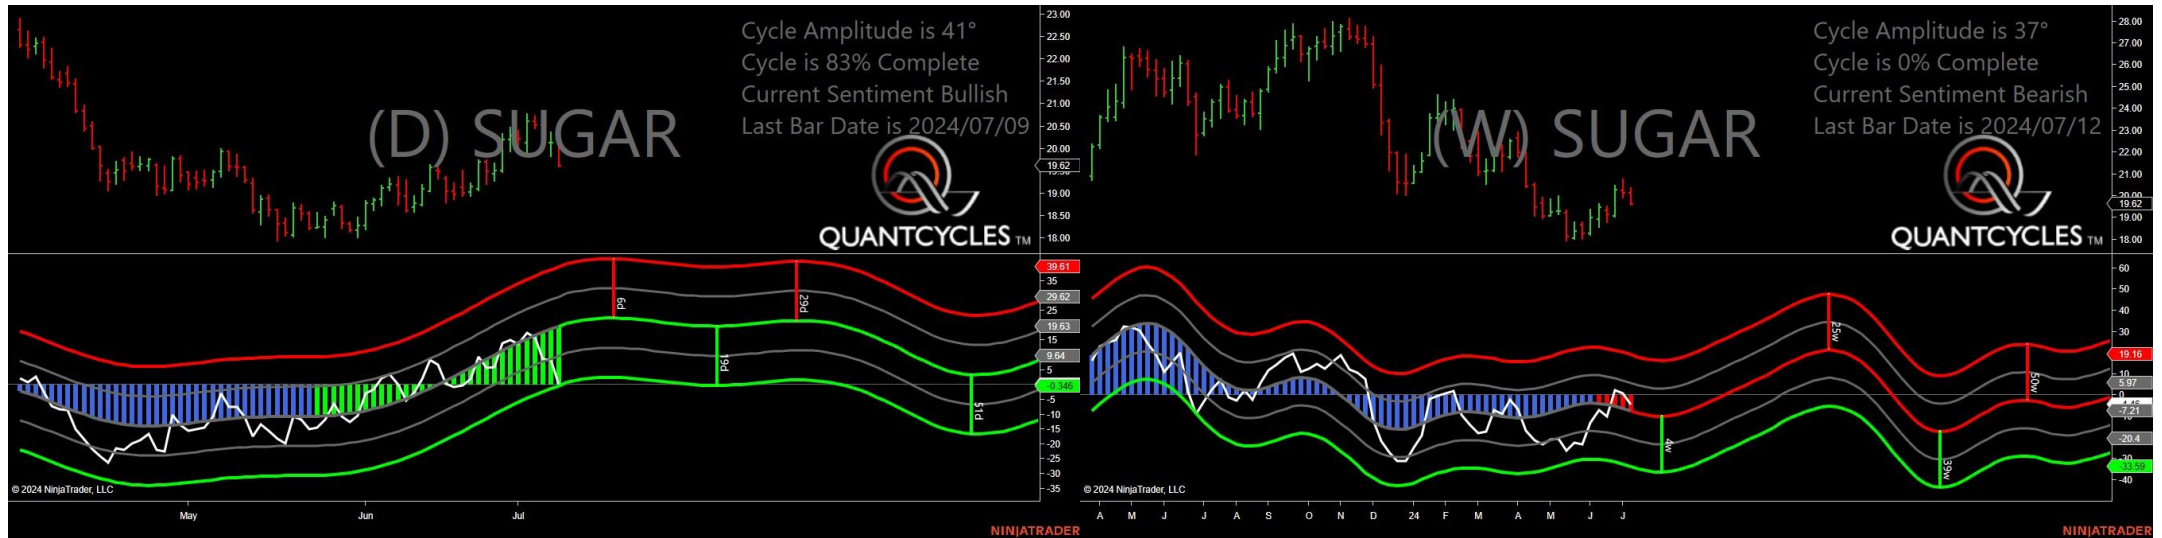 Cycle Amplitude is 41°
Cycle is 83% Complete
Current Sentiment Bullish
Last Bar Date is 2024/07/09
(D) SUGAR
QUANTCYCLES TM
23.00
22.50
22.00
21.50
21.00
20.50
20.00
19.62
19.00
18.50
18.00
39.61
35
29.62
25
19.63
15
9.64
5
-0.346
-5
-10
-15
-20
-25
-30
-35
6d
19d
29d
51d
© 2024 NinjaTrader, LLC
May Jun Jul
NINJATRADER
Cycle Amplitude is 37°
Cycle is 0% Complete
Current Sentiment Bearish
Last Bar Date is 2024/07/12
(W) SUGAR
QUANTCYCLES TM
28.00
27.00
26.00
25.00
24.00
23.00
22.00
21.00
20.00
19.62
19.00
18.00
60
50
40
30
19.16
10
5.97
0
-7.21
-20.4
-30
-33.59
-40
4w
25w
39w
50w
© 2024 NinjaTrader, LLC
A M J J A S O N D 24 F M A M J J
NINJATRADER